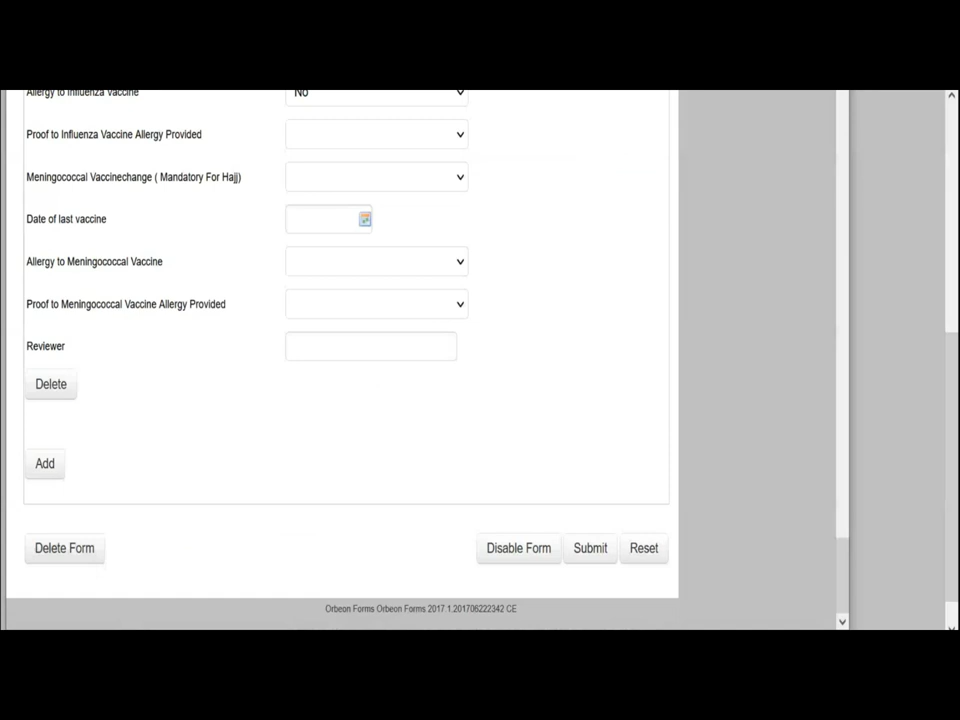 Allergy to Influenza Vaccine No
Proof to Influenza Vaccine Allergy Provided
Meningococcal Vaccinechange ( Mandatory For Hajj)
Date of last vaccine
Allergy to Meningococcal Vaccine
Proof to Meningococcal Vaccine Allergy Provided
Reviewer
Delete
Add
Delete Form Disable Form Submit Reset
Orbeon Forms Orbeon Forms 2017.1.201706222342 CE